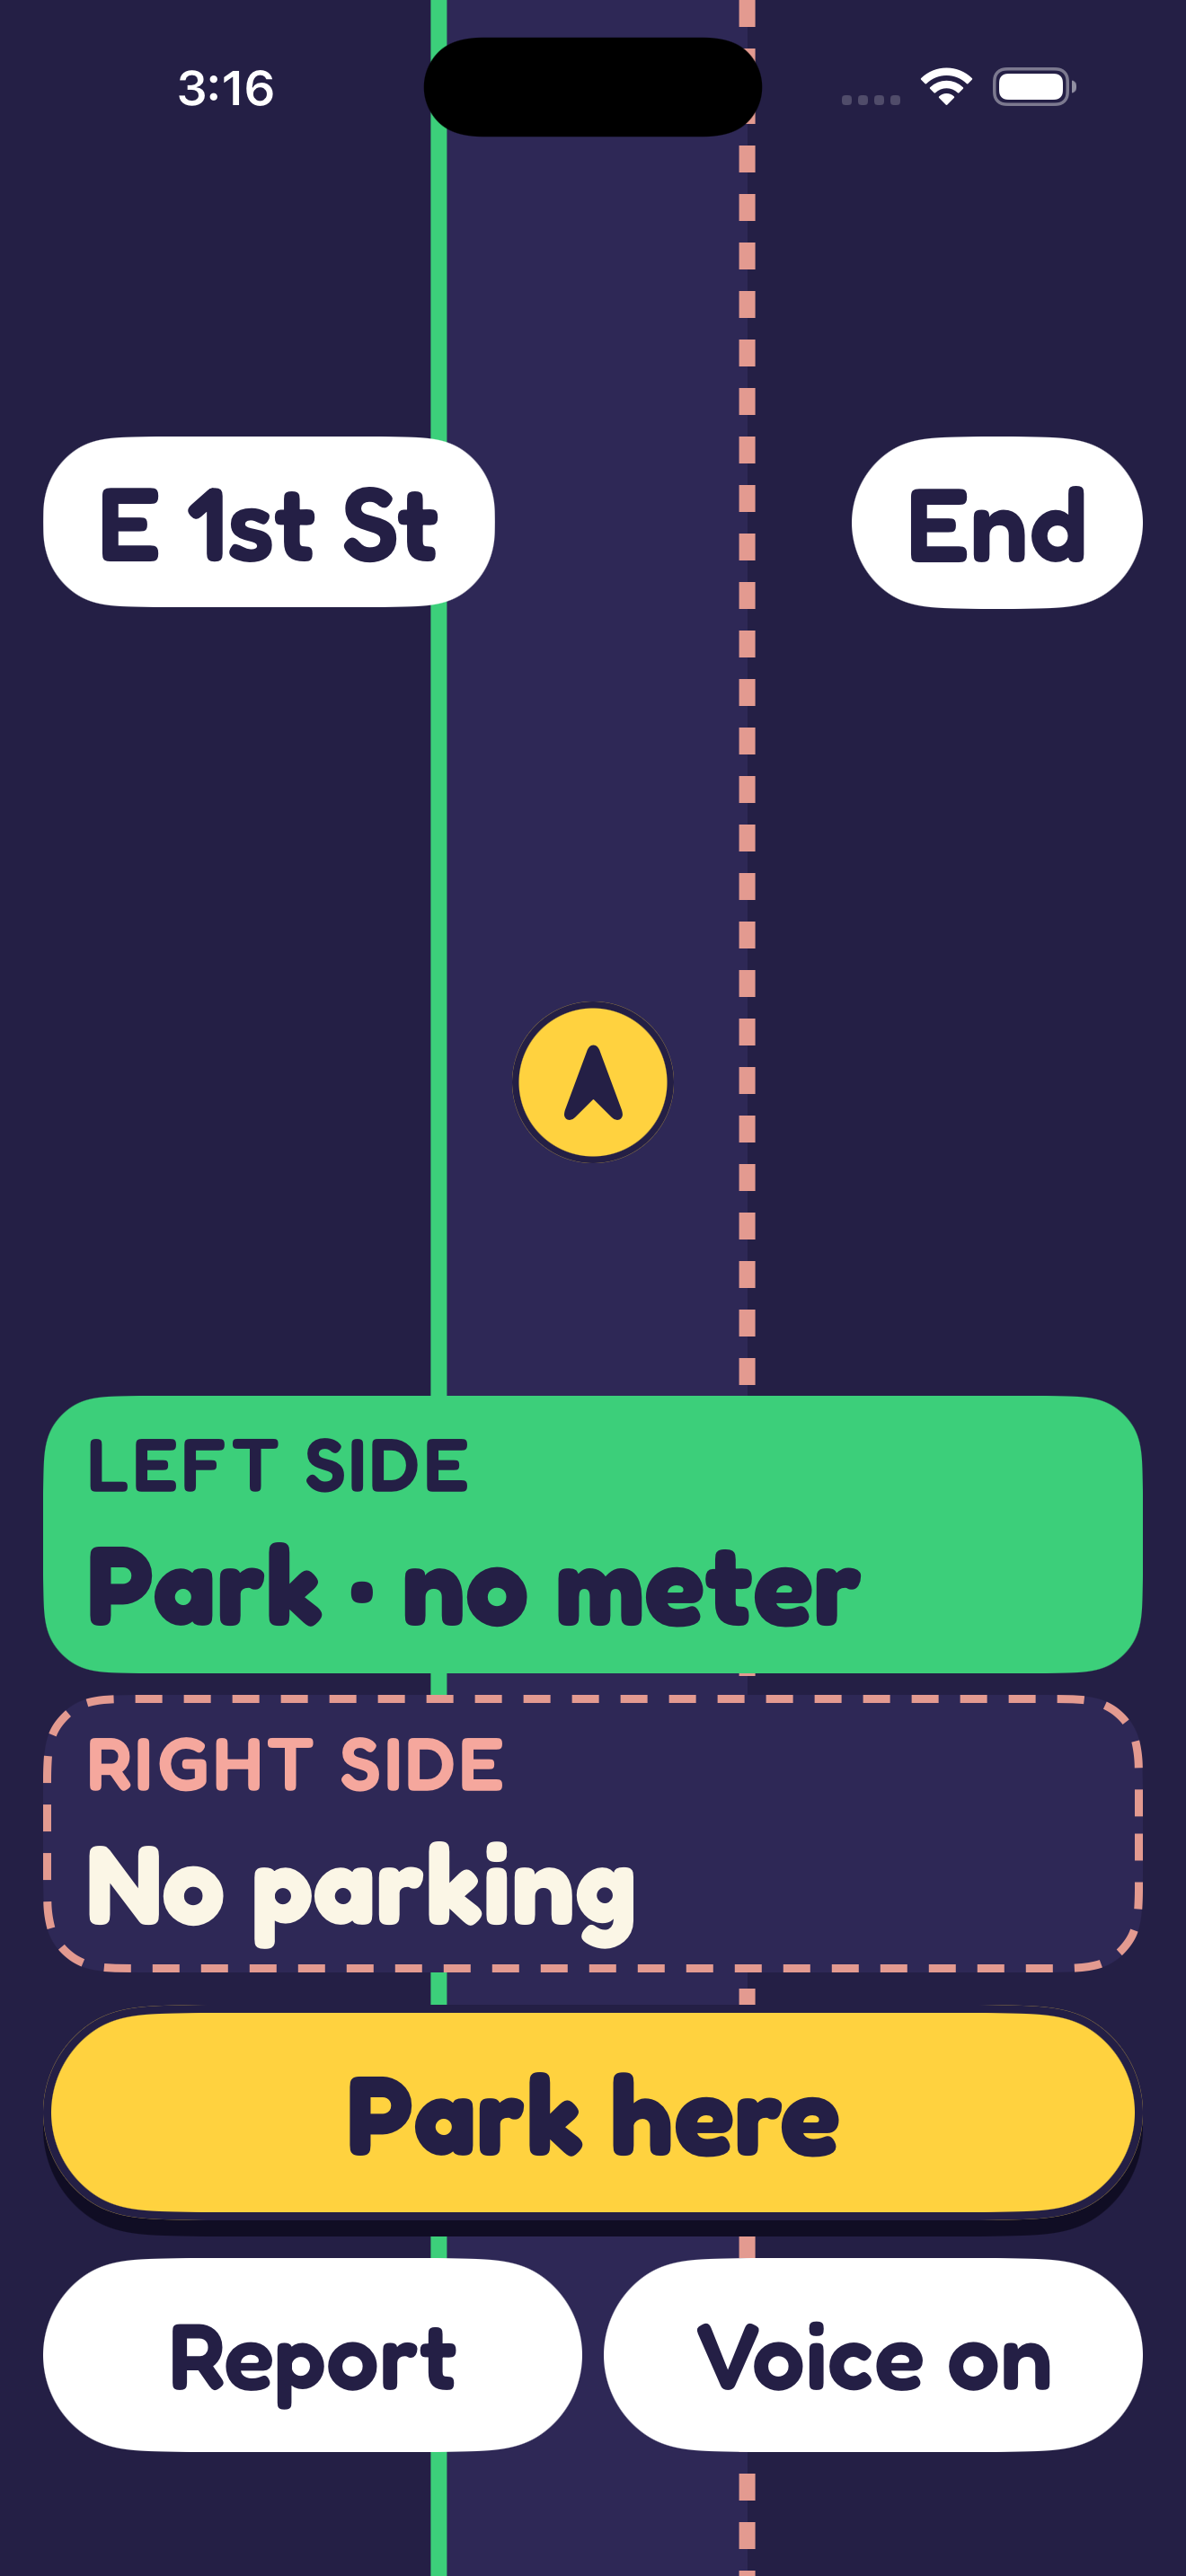 3:16
E 1st St
End
LEFT SIDE
Park · no meter
RIGHT SIDE
No parking
Park here
Report
Voice on